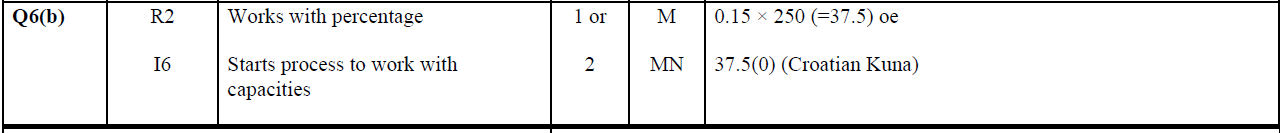 Q6(b) R2 Works with percentage 1 or M 0.15 × 250 (=37.5) oe
I6 Starts process to work with 2 MN 37.5(0) (Croatian Kuna)
capacities